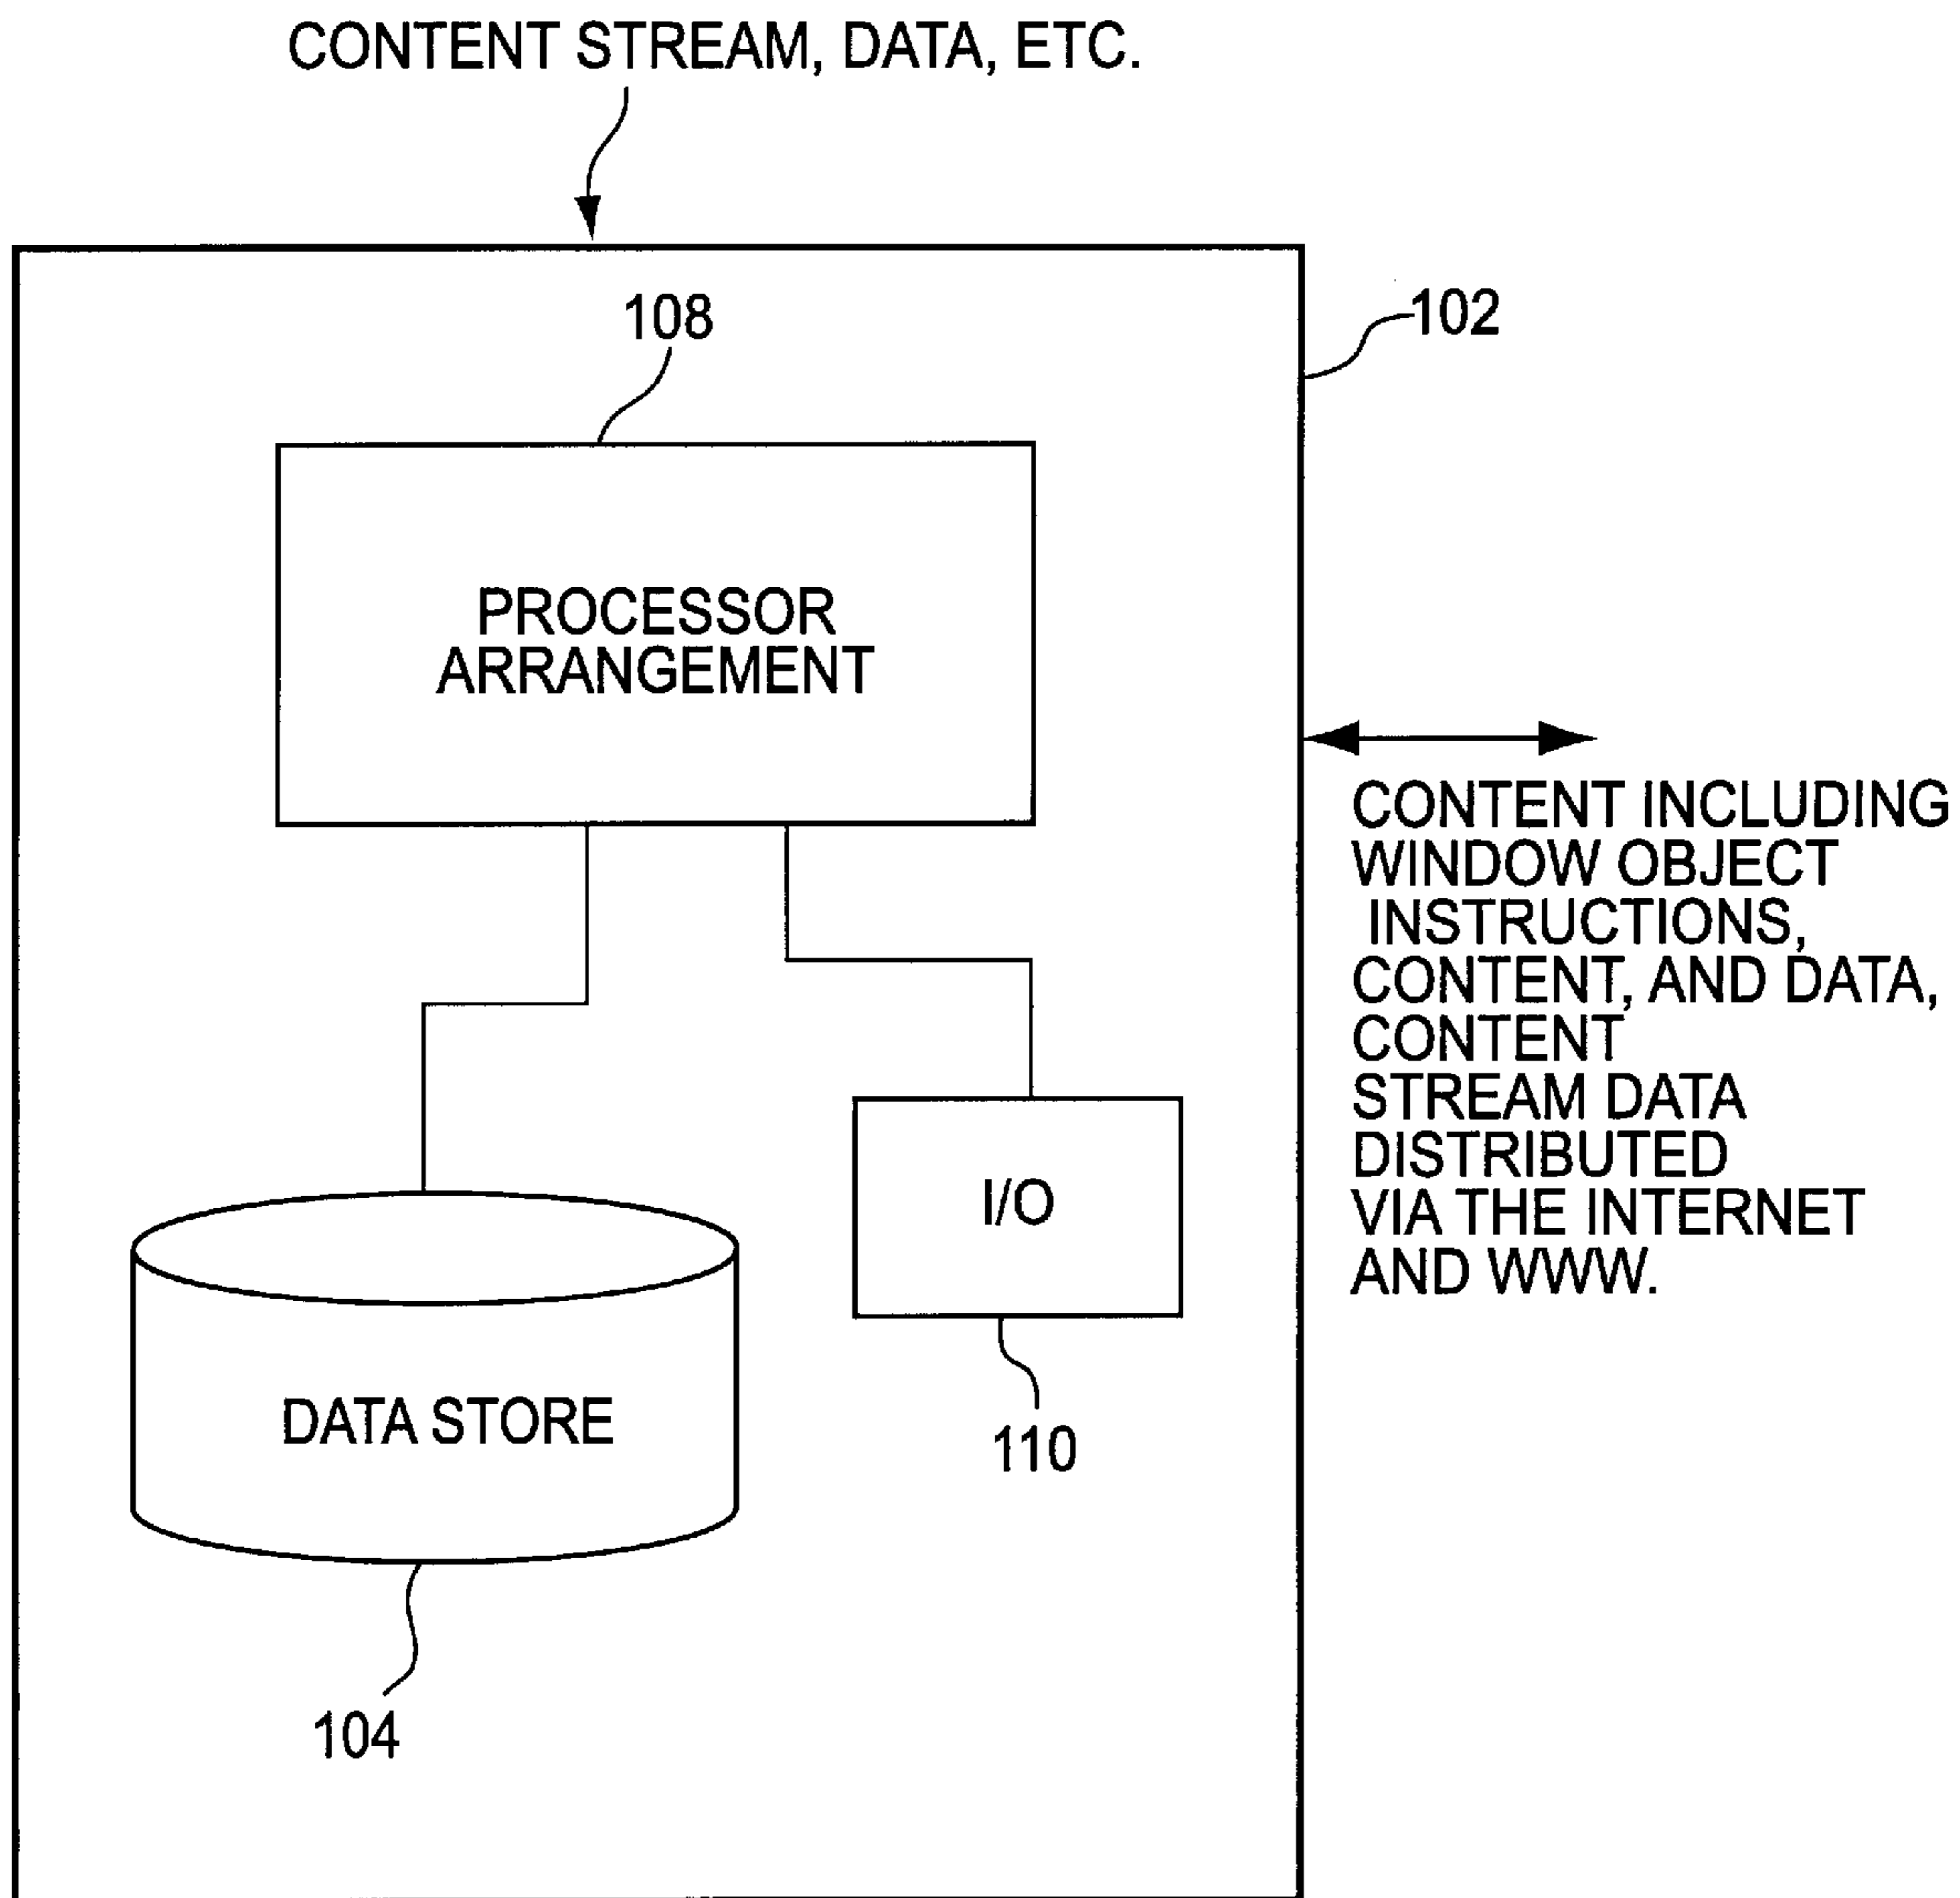 CONTENT STREAM, DATA, ETC.
108
102
PROCESSOR
ARRANGEMENT
CONTENT INCLUDING
WINDOW OBJECT
INSTRUCTIONS,
CONTENT, AND DATA,
CONTENT
STREAM DATA
DISTRIBUTED
VIA THE INTERNET
AND WWW.
I/O
DATA STORE
110
104